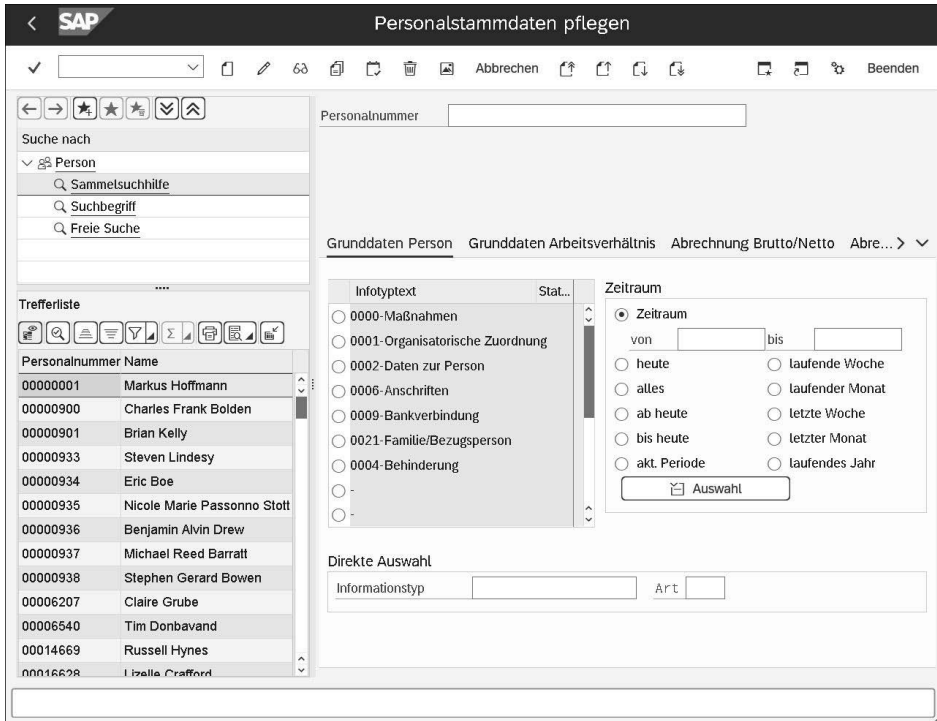 SAP Personalstammdaten pflegen
Abbrechen Beenden
Suche nach
Person
Sammelsuchhilfe
Suchbegriff
Freie Suche
Trefferliste
Personalnummer Name
00000001 Markus Hoffmann
00000900 Charles Frank Bolden
00000901 Brian Kelly
00000933 Steven Lindesy
00000934 Eric Boe
00000935 Nicole Marie Passonno Stott
00000936 Benjamin Alvin Drew
00000937 Michael Reed Barratt
00000938 Stephen Gerard Bowen
00006207 Claire Grube
00006540 Tim Donbavand
00014669 Russell Hynes
00016628 Lizelle Crafford
Personalnummer
Grunddaten Person Grunddaten Arbeitsverhältnis Abrechnung Brutto/Netto Abre...
Infotyptext Stat...
0000-Maßnahmen
0001-Organisatorische Zuordnung
0002-Daten zur Person
0006-Anschriften
0009-Bankverbindung
0021-Familie/Bezugsperson
0004-Behinderung
-
-
Zeitraum
Zeitraum
von bis
heute laufende Woche
alles laufender Monat
ab heute letzte Woche
bis heute letzter Monat
akt. Periode laufendes Jahr
Auswahl
Direkte Auswahl
Informationstyp Art